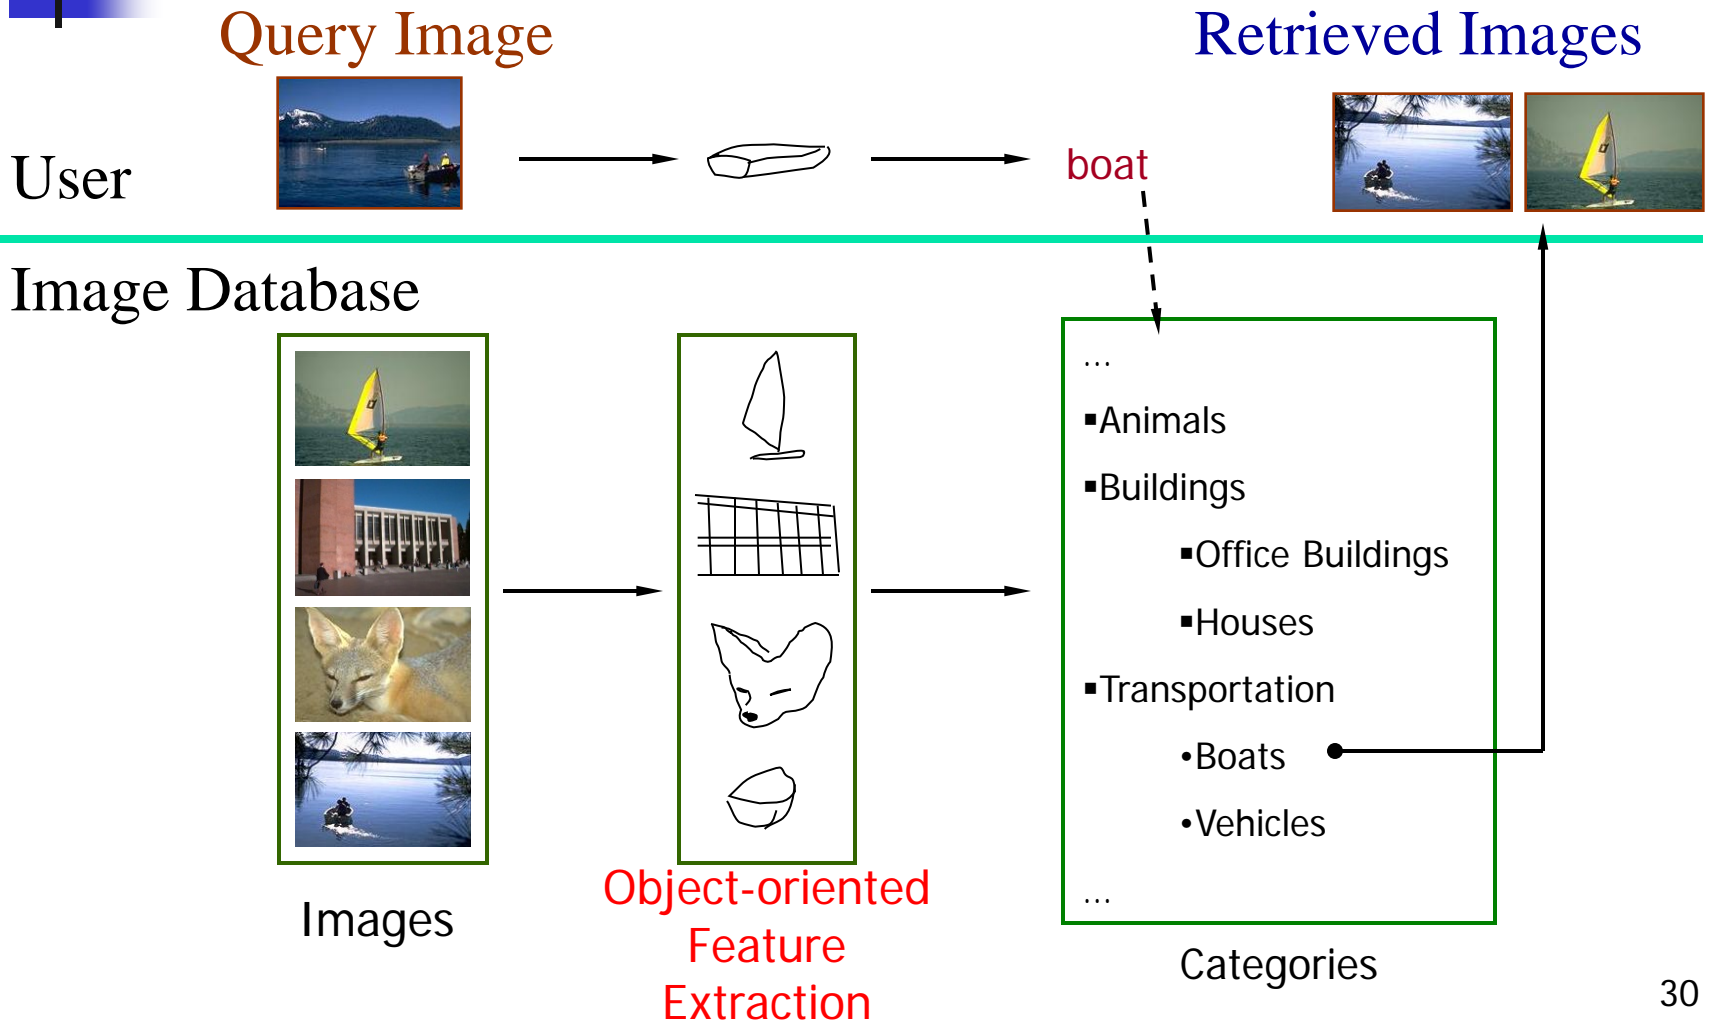 Query Image
Retrieved Images
User
boat
Image Database
…
▪Animals
▪Buildings
▪Office Buildings
▪Houses
▪Transportation
•Boats
•Vehicles
…
Images
Object-oriented
Feature
Extraction
Categories
30